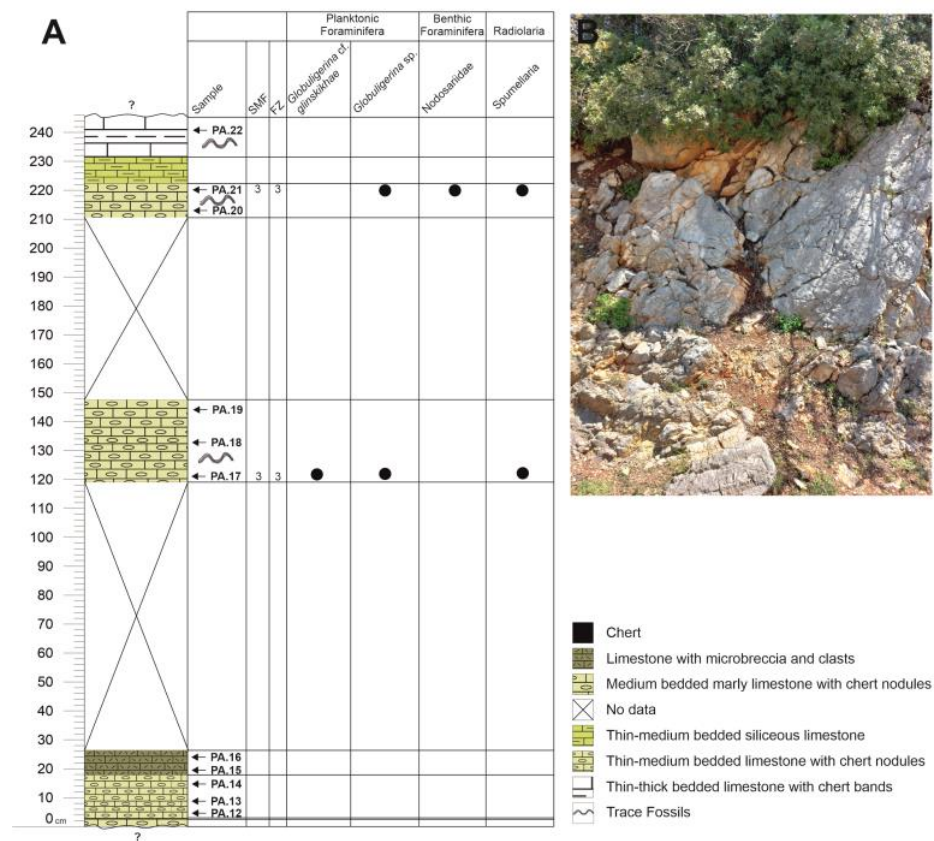 A
B
Planktonic
Foraminifera
Benthic
Foraminifera
Radiolaria
Sample
SMF
FZ
Globuligerina cf.
glinskikhae
Globuligerina sp.
Nodosariidae
Spumellaria
?
240
PA.22
230
220
PA.21 3 3
PA.20
210
200
190
180
170
160
150
PA.19
140
PA.18
130
120
PA.17 3 3
110
100
90
80
70
60
50
40
30
PA.16
20
PA.15
PA.14
10
PA.13
PA.12
0 cm
?
Chert
Limestone with microbreccia and clasts
Medium bedded marly limestone with chert nodules
No data
Thin-medium bedded siliceous limestone
Thin-medium bedded limestone with chert nodules
Thin-thick bedded limestone with chert bands
Trace Fossils